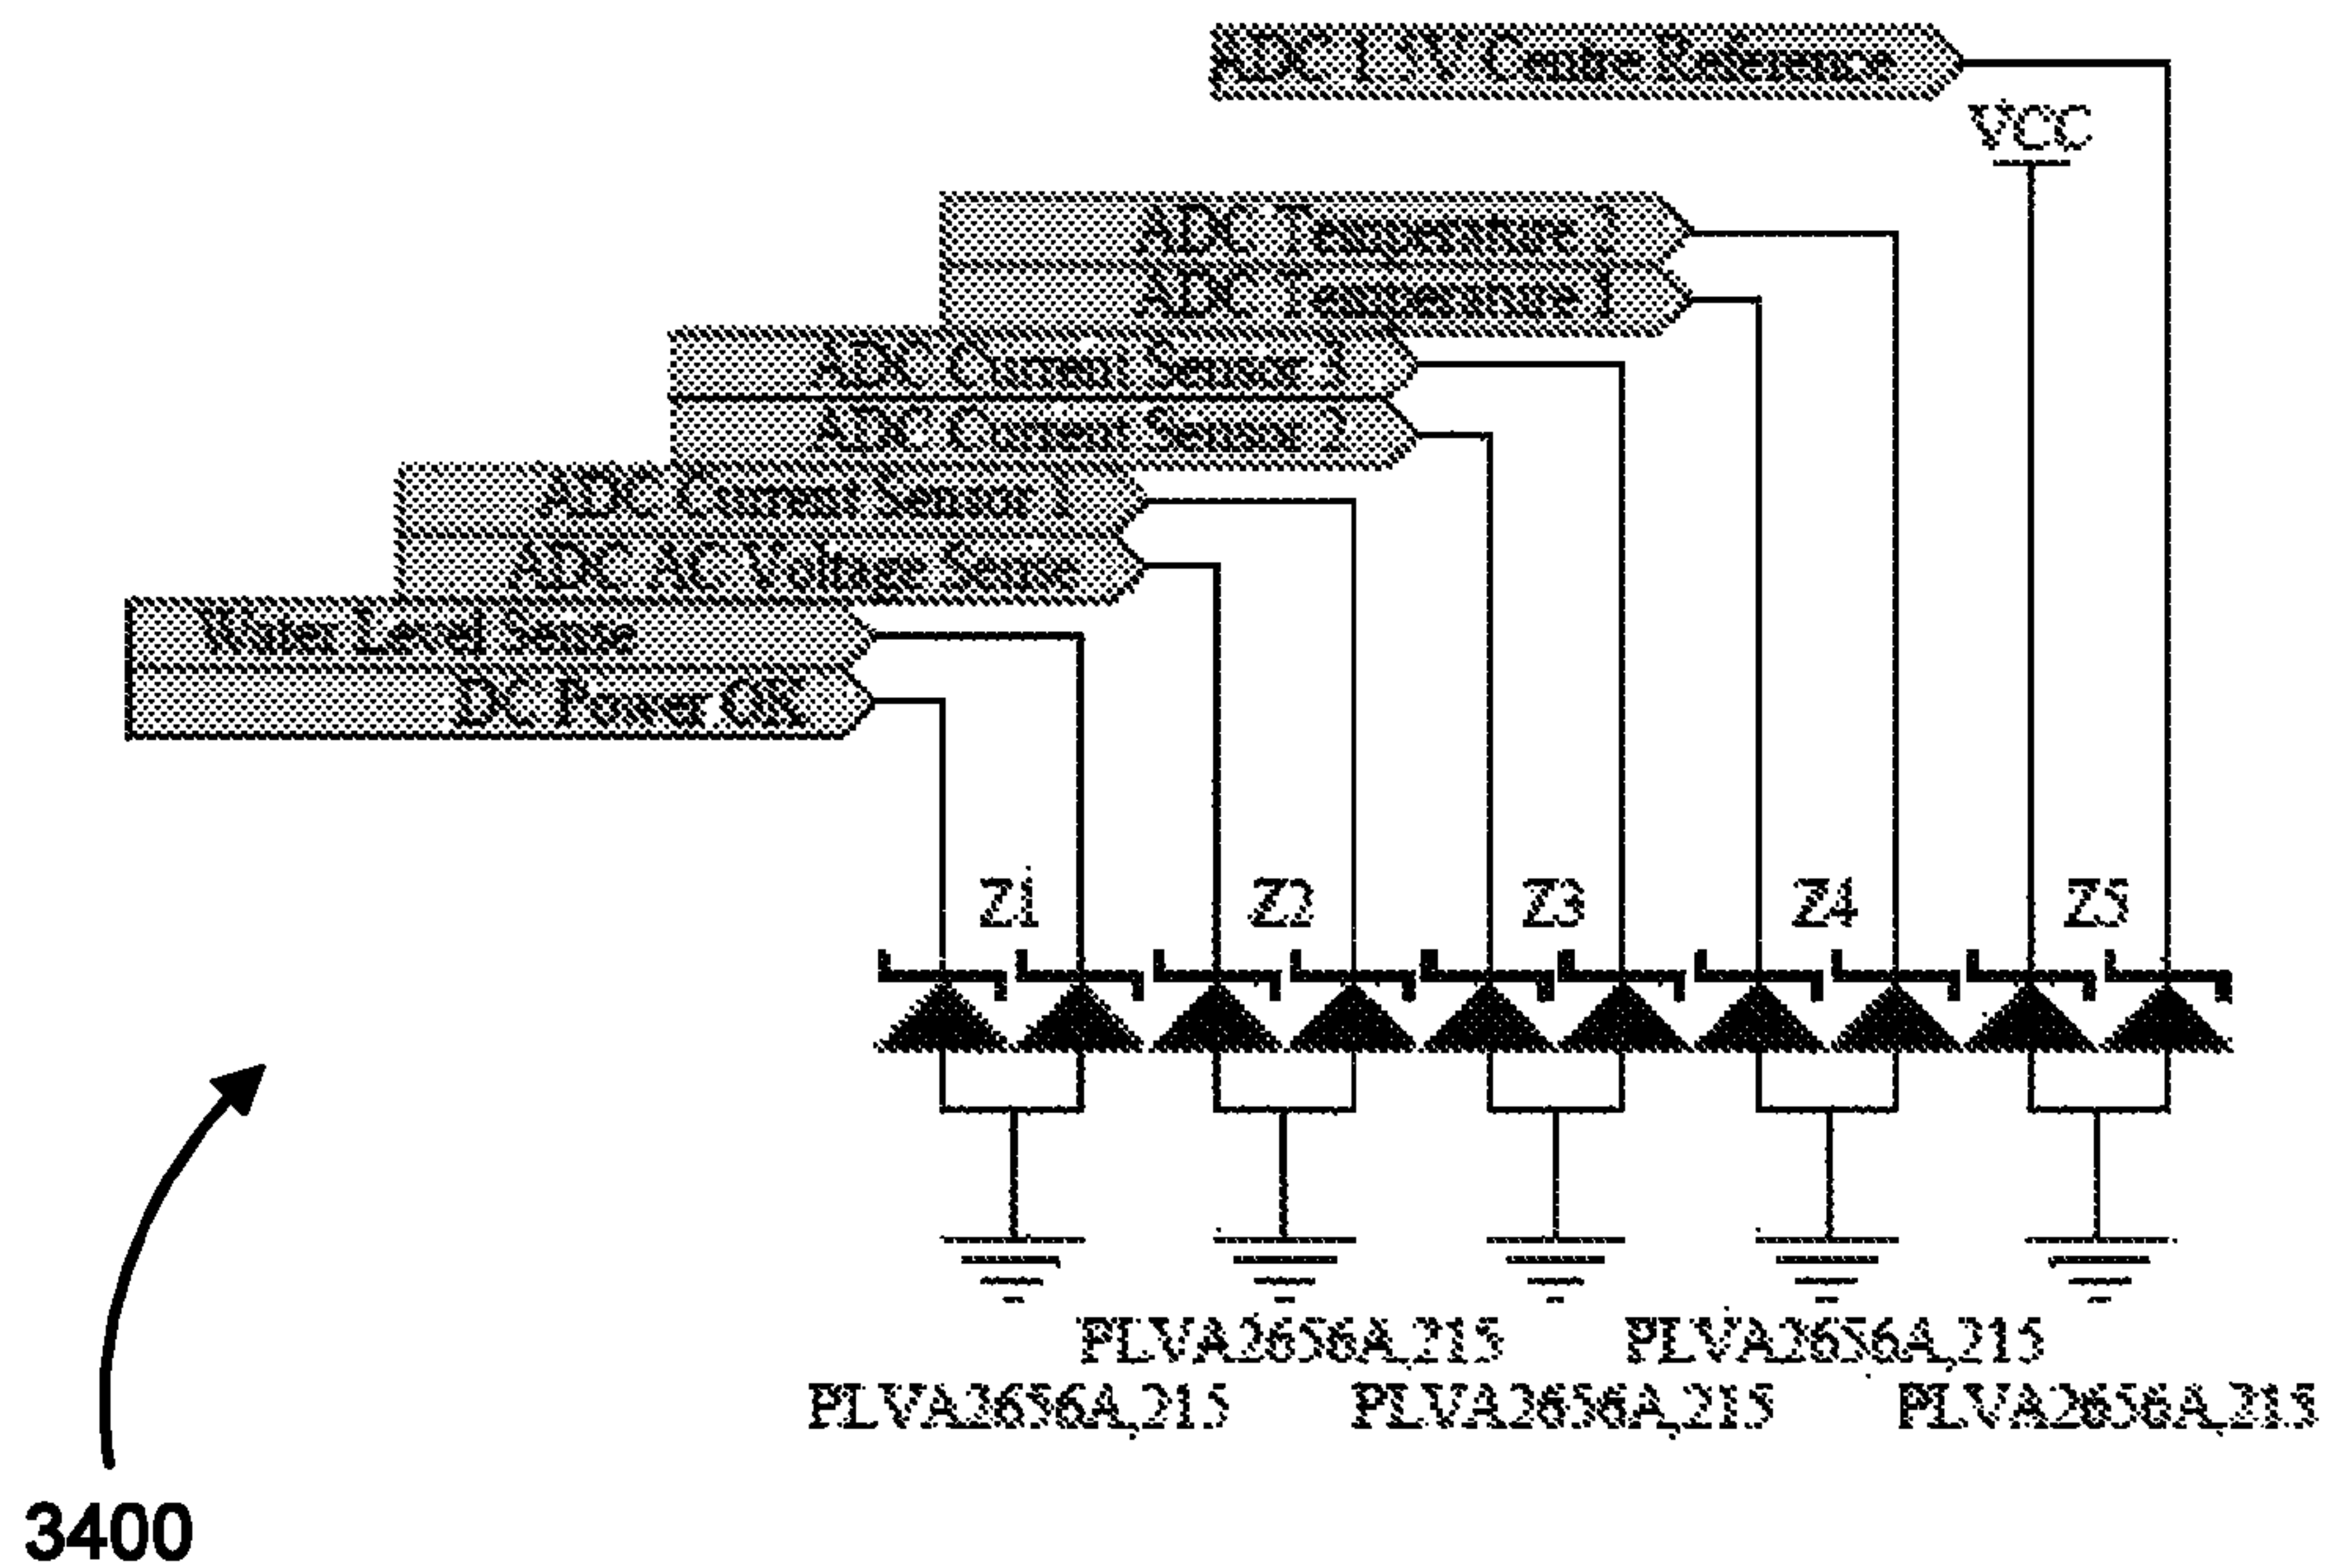 ADC Centre Reference
VCC
ADC Temperature 2
ADC Temperature 1
ADC Current Sensor 3
ADC Current Sensor 2
ADC Current Sensor 1
ADC AC Voltage Sense
Water Level Sense
DC Power OK
Z1 Z2 Z3 Z4 Z5
PLVA2656A,215 PLVA2656A,215
PLVA2656A,215 PLVA2656A,215 PLVA2656A,215
3400